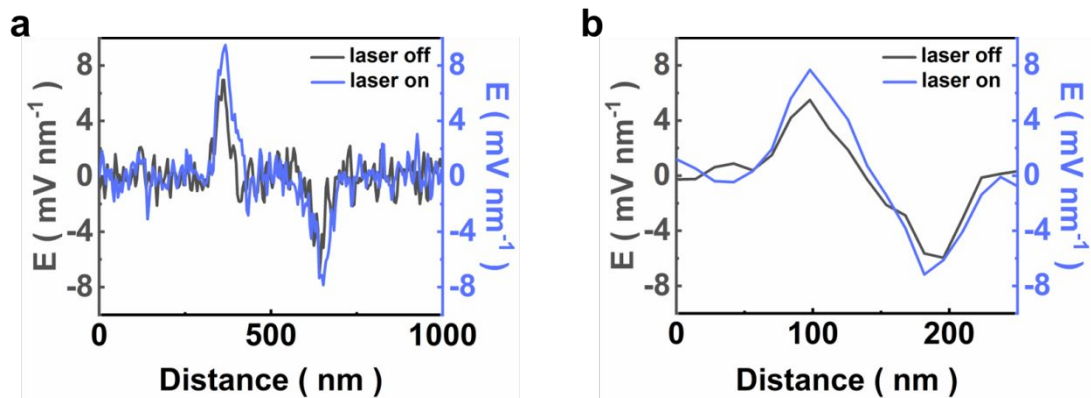 a
8
4
0
-4
-8
E ( mV nm-1)
laser off
laser on
8
4
0
-4
-8
E ( mV nm-1)
0
500
1000
Distance ( nm )
b
8
4
0
-4
-8
E ( mV nm-1)
laser off
laser on
8
4
0
-4
-8
E ( mV nm-1)
0
100
200
Distance ( nm )